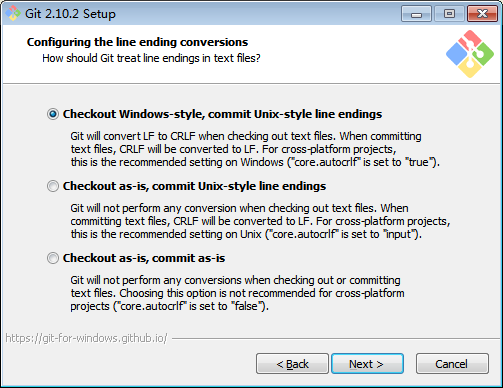 Git 2.10.2 Setup
Configuring the line ending conversions
How should Git treat line endings in text files?
Checkout Windows-style, commit Unix-style line endings
Git will convert LF to CRLF when checking out text files. When committing
text files, CRLF will be converted to LF. For cross-platform projects,
this is the recommended setting on Windows ("core.autocrlf" is set to "true").
Checkout as-is, commit Unix-style line endings
Git will not perform any conversion when checking out text files. When
committing text files, CRLF will be converted to LF. For cross-platform projects,
this is the recommended setting on Unix ("core.autocrlf" is set to "input").
Checkout as-is, commit as-is
Git will not perform any conversions when checking out or committing
text files. Choosing this option is not recommended for cross-platform
projects ("core.autocrlf" is set to "false").
https://git-for-windows.github.io/
< Back Next > Cancel